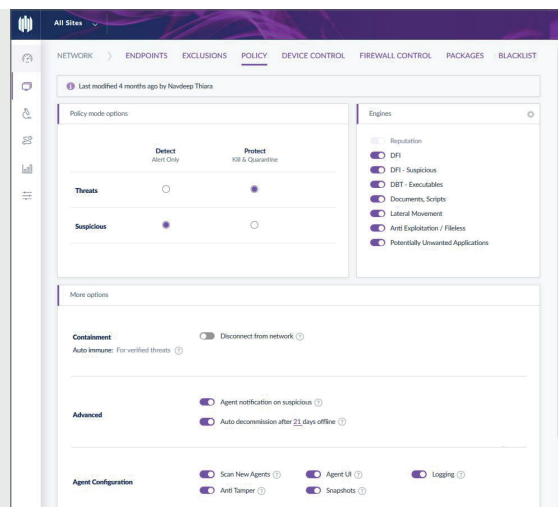 All Sites
NETWORK > ENDPOINTS EXCLUSIONS POLICY DEVICE CONTROL FIREWALL CONTROL PACKAGES BLACKLIST
Last modified 4 months ago by Navdeep Thiara
Policy mode options
Detect Protect
Alert Only Kill & Quarantine
Threats
Suspicious
Engines
Reputation
DFI
DFI - Suspicious
DBT - Executables
Documents, Scripts
Lateral Movement
Anti Exploitation / Fileless
Potentially Unwanted Applications
More options
Containment Disconnect from network ?
Auto immune: For verified threats ?
Agent notification on suspicious ?
Advanced
Auto decommission after 21 days offline ?
Scan New Agents ? Agent UI ? Logging ?
Agent Configuration
Anti Tamper ? Snapshots ?